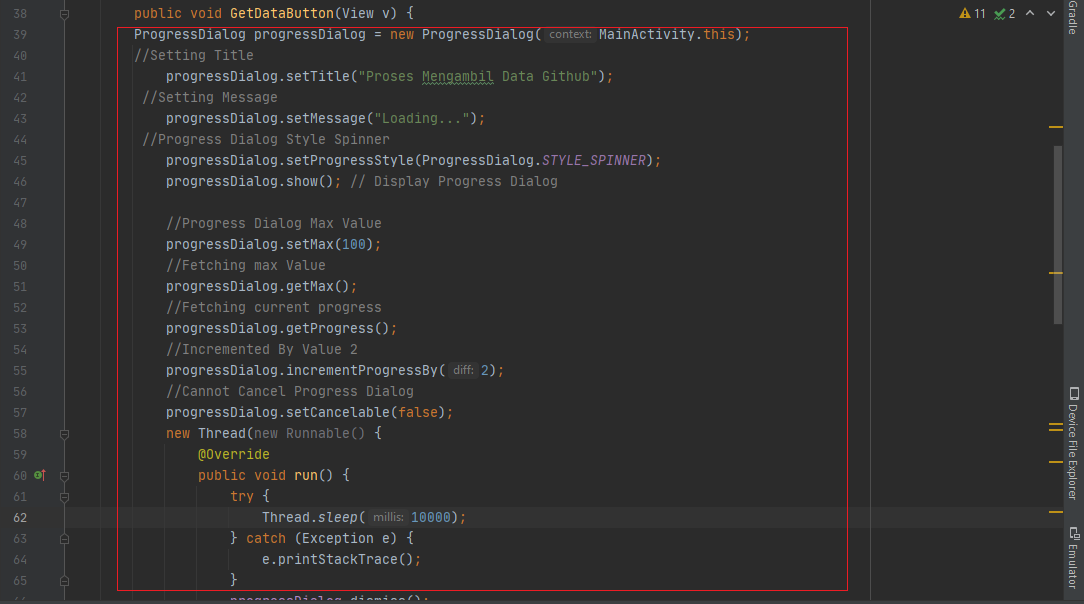 38 public void GetDataButton(View v) {
39 ProgressDialog progressDialog = new ProgressDialog( context: MainActivity.this);
40 //Setting Title
41 progressDialog.setTitle("Proses Mengambil Data Github");
42 //Setting Message
43 progressDialog.setMessage("Loading...");
44 //Progress Dialog Style Spinner
45 progressDialog.setProgressStyle(ProgressDialog.STYLE_SPINNER);
46 progressDialog.show(); // Display Progress Dialog
47
48 //Progress Dialog Max Value
49 progressDialog.setMax(100);
50 //Fetching max Value
51 progressDialog.getMax();
52 //Fetching current progress
53 progressDialog.getProgress();
54 //Incremented By Value 2
55 progressDialog.incrementProgressBy( diff: 2);
56 //Cannot Cancel Progress Dialog
57 progressDialog.setCancelable(false);
58 new Thread(new Runnable() {
59 @Override
60 public void run() {
61 try {
62 Thread.sleep( millis: 10000);
63 } catch (Exception e) {
64 e.printStackTrace();
65 }
progressDialog.dismiss();
11 2
Gradle
Device File Explorer
Emulator